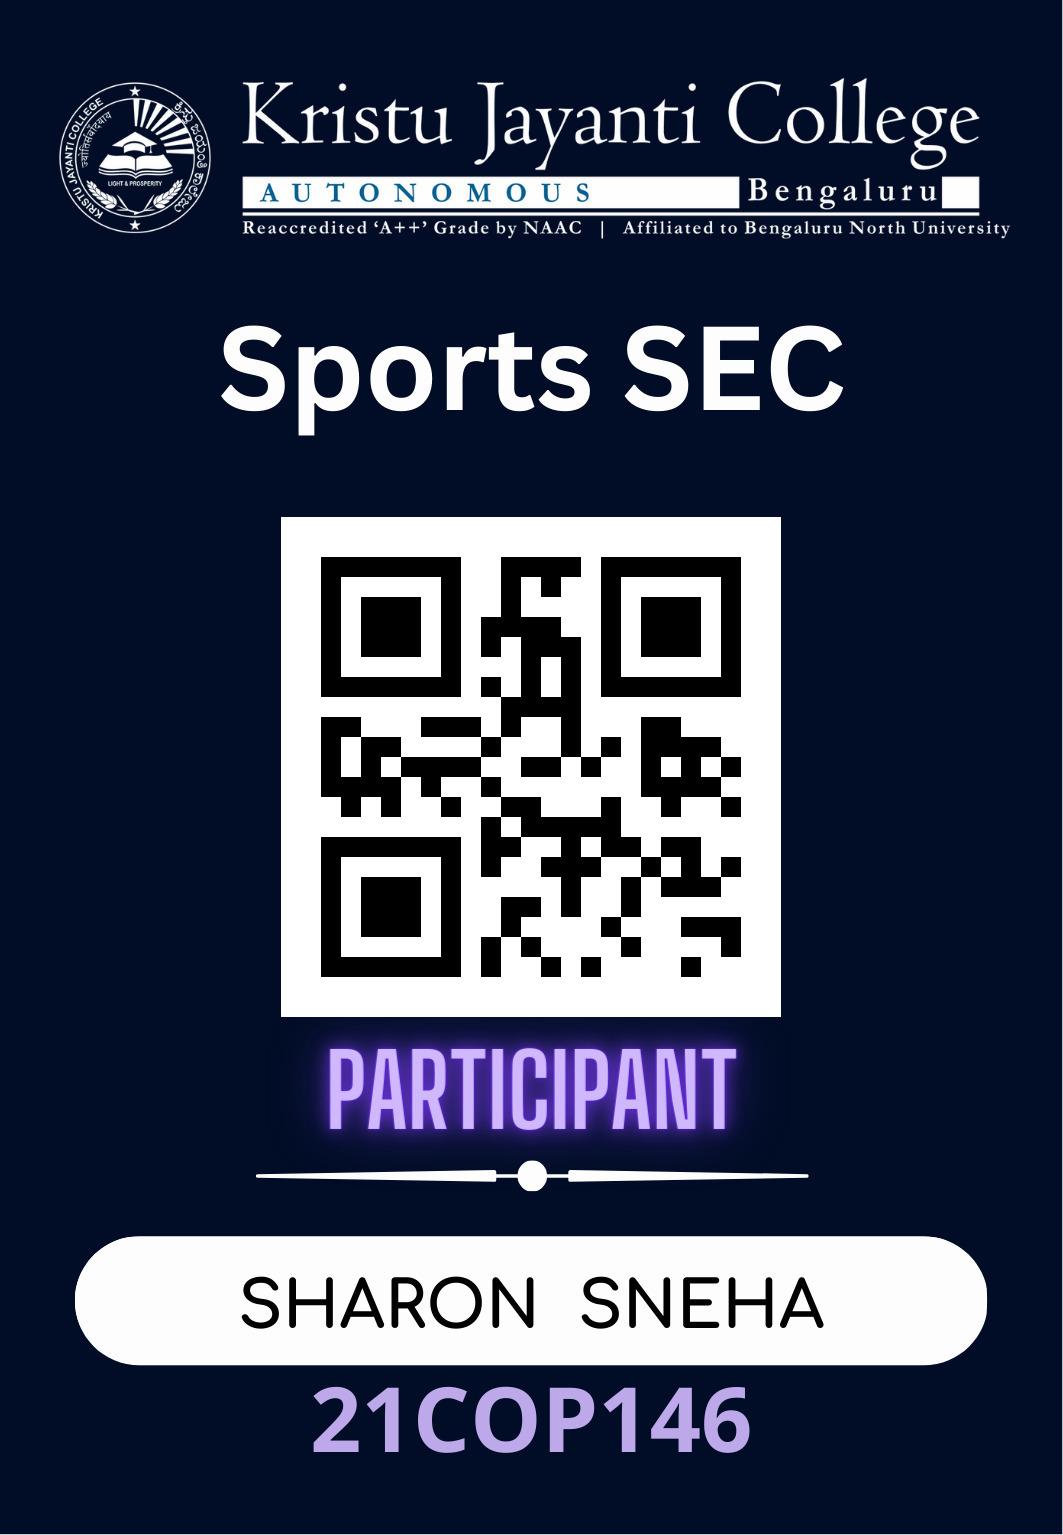 Kristu Jayanti College
AUTONOMOUS Bengaluru
Reaccredited ‘A++’ Grade by NAAC | Affiliated to Bengaluru North University
KRISTU JAYANTI COLLEGE
ಕ್ರಿಸ್ತು ಜಯಂತಿ ಕಾಲೇಜು
LIGHT & PROSPERITY
Sports SEC
PARTICIPANT
SHARON SNEHA
21COP146